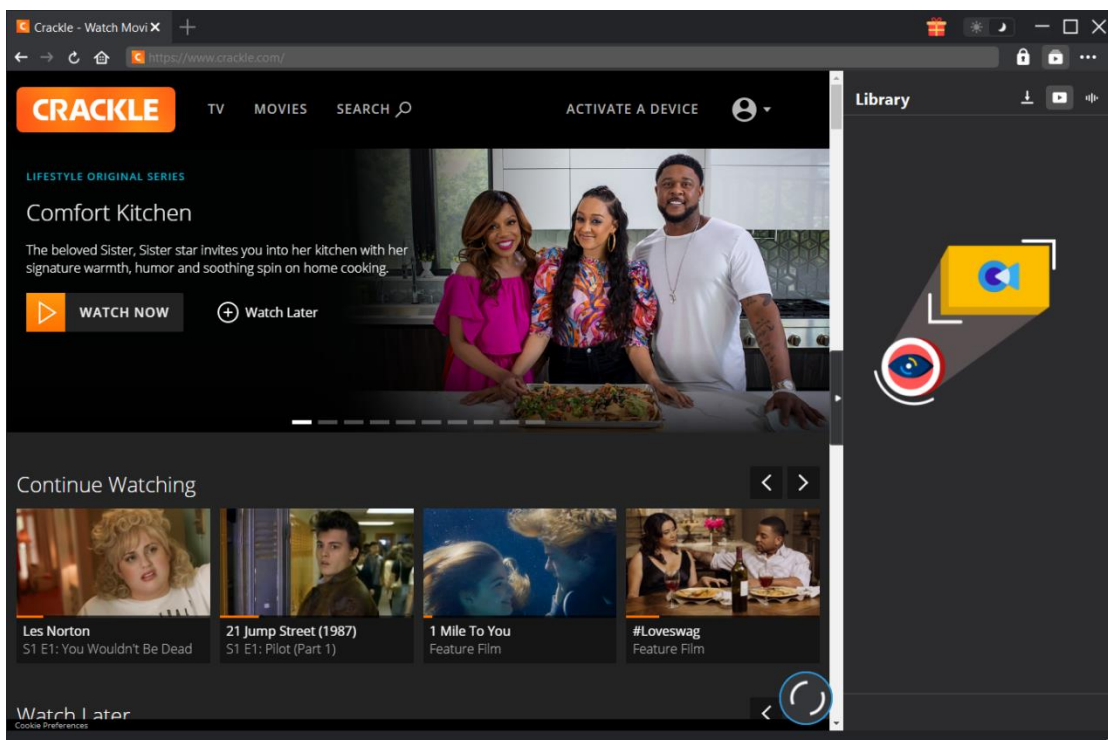 Crackle - Watch Movi
https://www.crackle.com/
CRACKLE
TV
MOVIES
SEARCH
ACTIVATE A DEVICE
Library
LIFESTYLE ORIGINAL SERIES
Comfort Kitchen
The beloved Sister, Sister star invites you into her kitchen with her
signature warmth, humor and soothing spin on home cooking.
WATCH NOW
Watch Later
Continue Watching
Les Norton
S1 E1: You Wouldn't Be Dead
21 Jump Street (1987)
S1 E1: Pilot (Part 1)
1 Mile To You
Feature Film
#Loveswag
Feature Film
Watch Later
Cookie Preferences